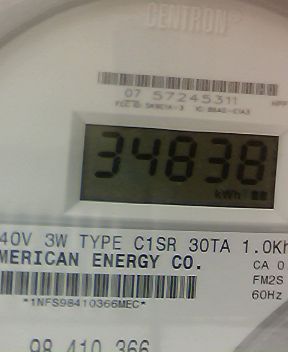 CENTRON®
07 57245311
34838
kWh
40V 3W TYPE C1SR 30TA 1.0Kh
MERICAN ENERGY CO.
CA 0
FM2S
60Hz
*1NFS98410366MEC*
98 410 366